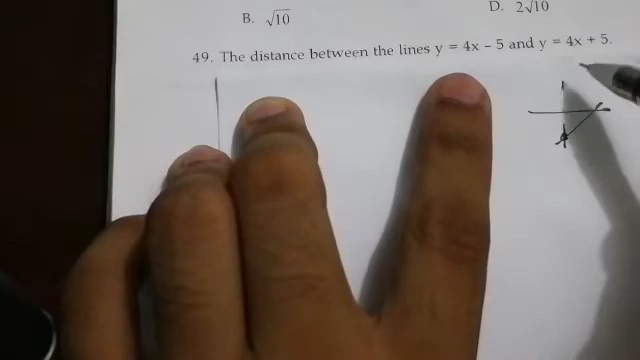 B. √10
D. 2√10
49. The distance between the lines y = 4x – 5 and y = 4x + 5.